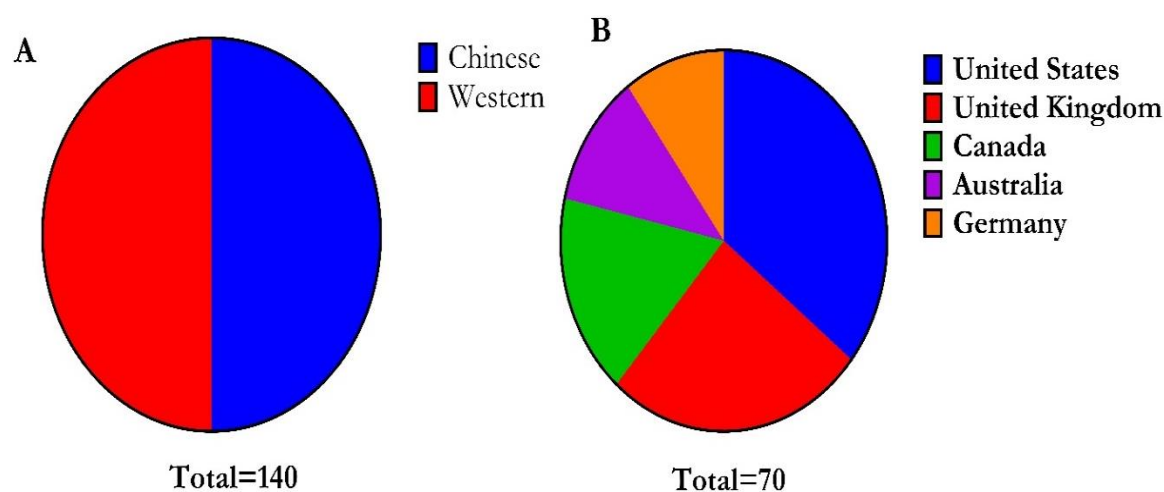 A
Chinese
Western
Total=140
B
United States
United Kingdom
Canada
Australia
Germany
Total=70